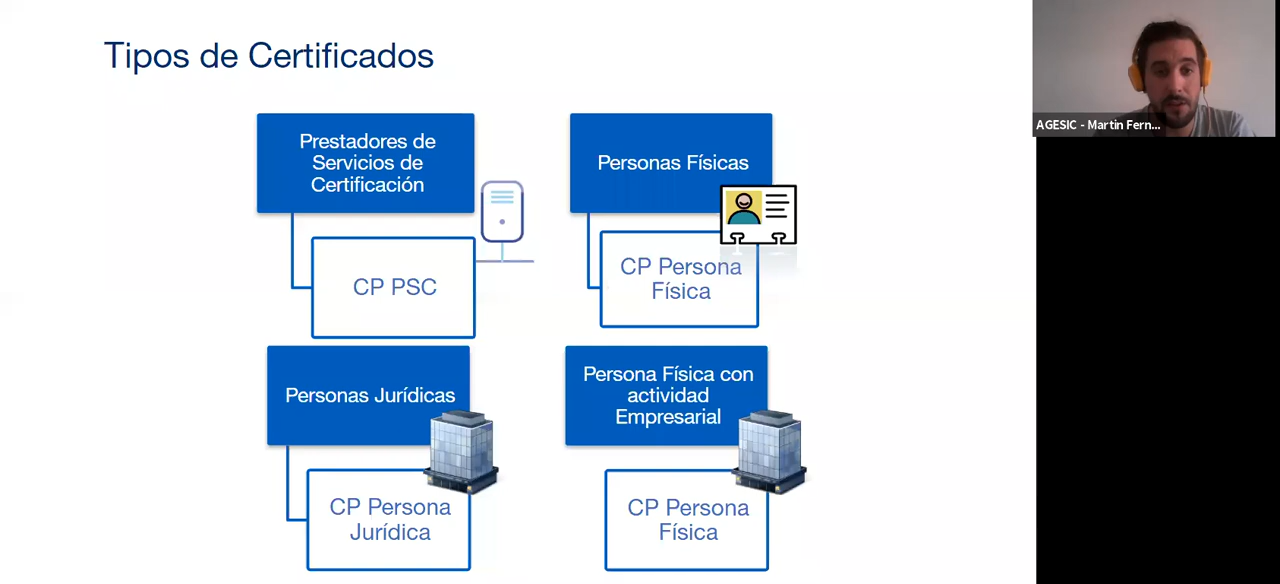 Tipos de Certificados
Prestadores de
Servicios de
Certificación
CP PSC
Personas Físicas
CP Persona
Física
Personas Jurídicas
CP Persona
Jurídica
Persona Física con
actividad
Empresarial
CP Persona
Física
AGESIC - Martin Fern...